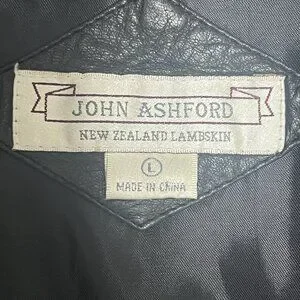 JOHN ASHFORD
NEW ZEALAND LAMBSKIN
L
MADE IN CHINA